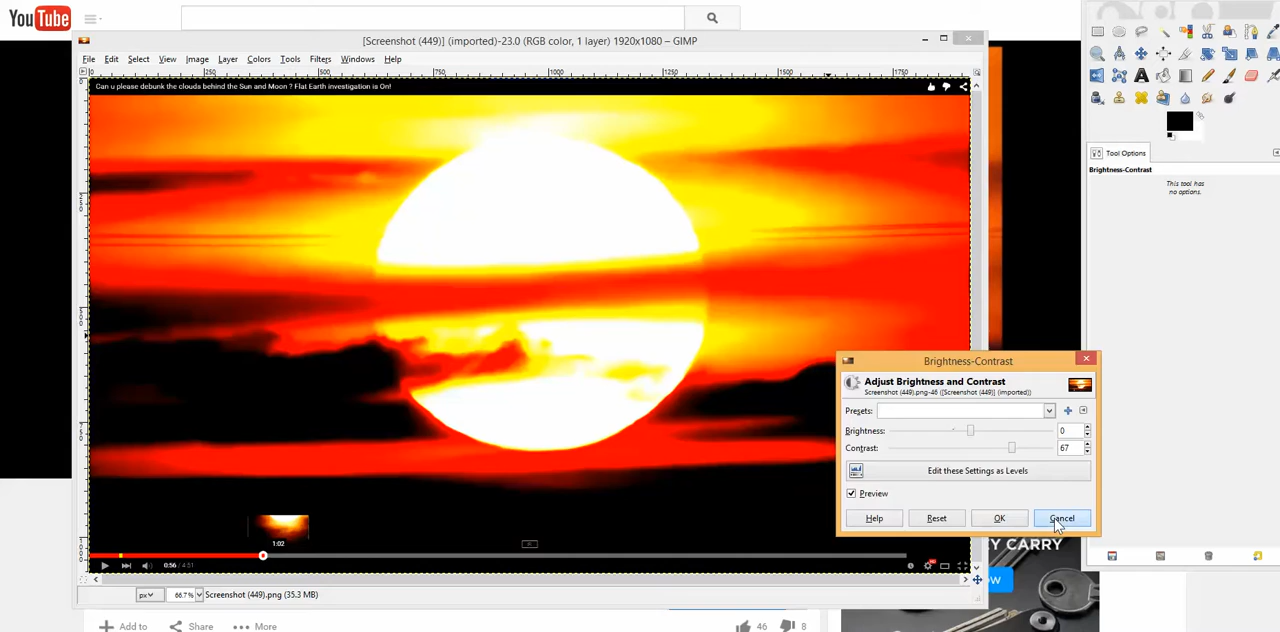 YouTube
[Screenshot (449)] (imported)-23.0 (RGB color, 1 layer) 1920x1080 – GIMP
File Edit Select View Image Layer Colors Tools Filters Windows Help
0 250 500 750 1000 1250 1500 1750
Can u please debunk the clouds behind the Sun and Moon ? Flat Earth investigation is On!
Tool Options
Brightness-Contrast
This tool has
no options.
Brightness-Contrast
Adjust Brightness and Contrast
Screenshot (449).png-46 ([Screenshot (449)] (imported))
Presets:
Brightness: 0
Contrast: 67
Edit these Settings as Levels
Preview
Help Reset OK Cancel
1:02
0:56 / 4:51
px 66.7% Screenshot (449).png (35.3 MB)
EY CARRY
OW
Add to Share More 46 8